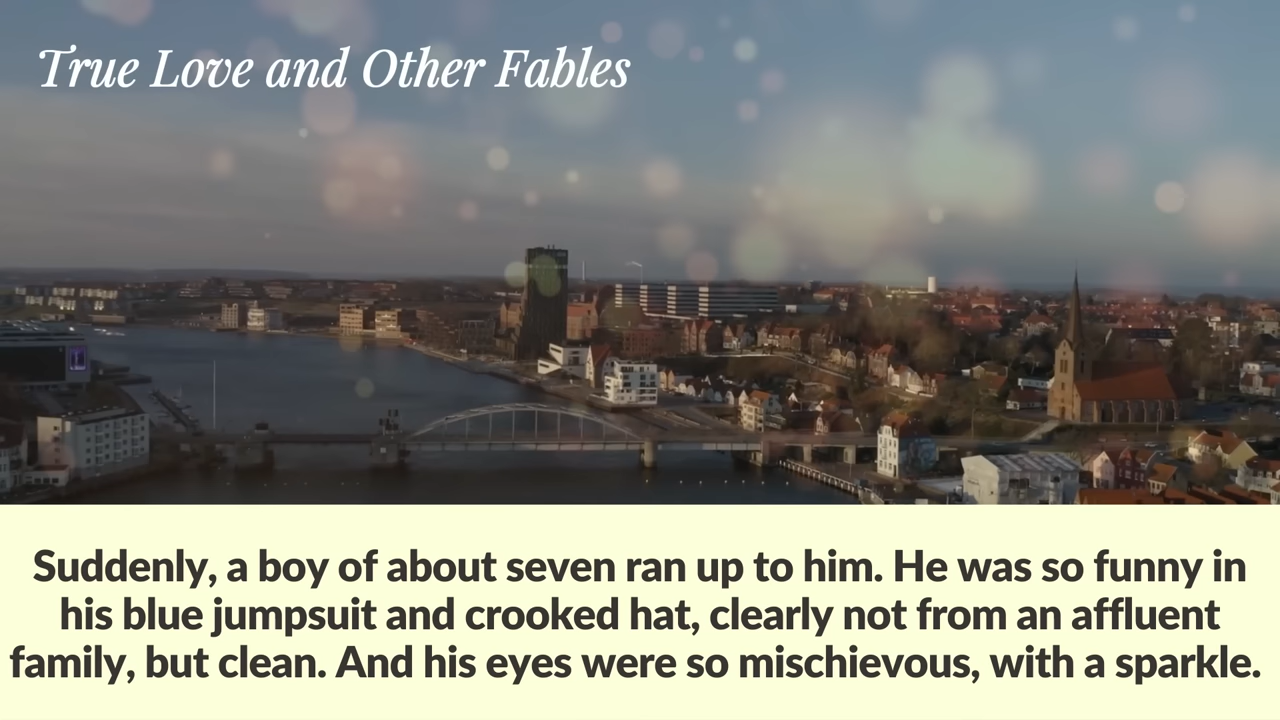 True Love and Other Fables
Suddenly, a boy of about seven ran up to him. He was so funny in
his blue jumpsuit and crooked hat, clearly not from an affluent
family, but clean. And his eyes were so mischievous, with a sparkle.